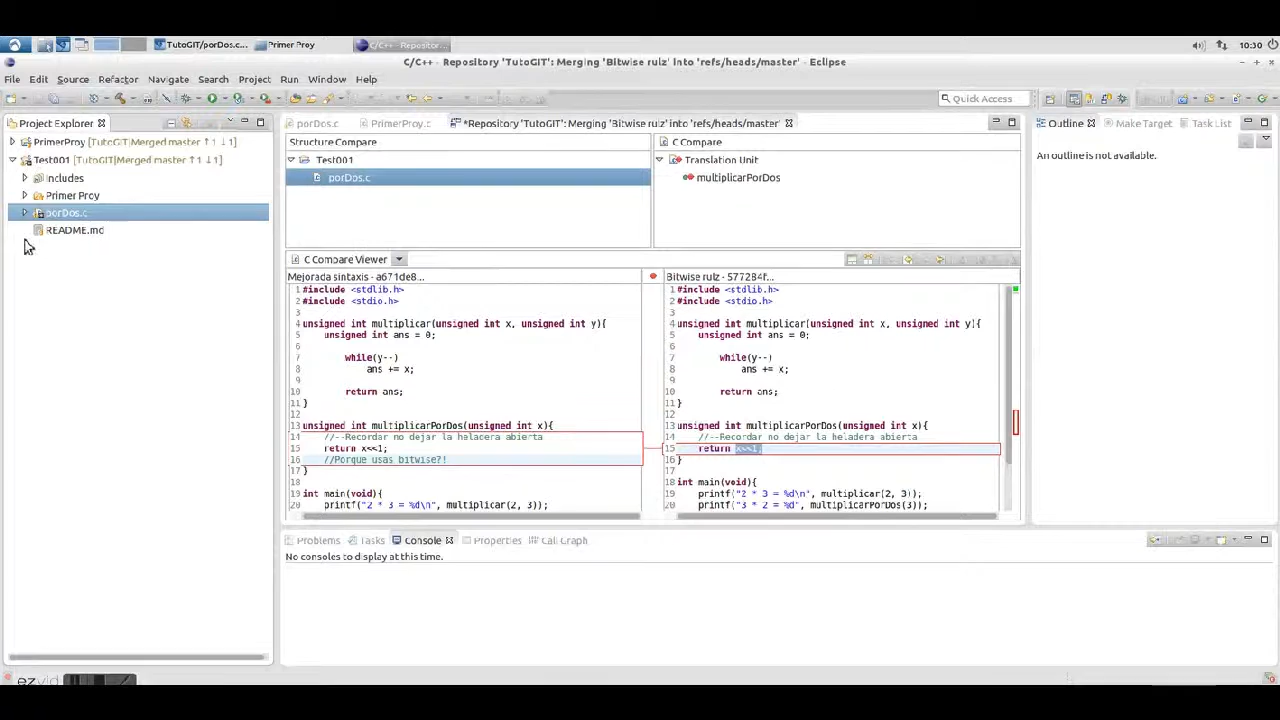 TutoGIT/porDos.c...
Primer Proy
C/C++ - Repositor...
10:30
C/C++ - Repository 'TutoGIT': Merging 'Bitwise rulz' into 'refs/heads/master' - Eclipse
File Edit Source Refactor Navigate Search Project Run Window Help
Quick Access
Project Explorer
PrimerProy [TutoGIT|Merged master ↑1 ↓1]
Test001 [TutoGIT|Merged master ↑1 ↓1]
Includes
Primer Proy
porDos.c
README.md
porDos.c
PrimerProy.c
*Repository 'TutoGIT': Merging 'Bitwise rulz' into 'refs/heads/master'
Structure Compare
Test001
porDos.c
C Compare
Translation Unit
multiplicarPorDos
C Compare Viewer
Mejorada sintaxis - a671de8...
1 #include <stdlib.h>
2 #include <stdio.h>
3
4 unsigned int multiplicar(unsigned int x, unsigned int y){
5 unsigned int ans = 0;
6
7 while(y--)
8 ans += x;
9
10 return ans;
11 }
12
13 unsigned int multiplicarPorDos(unsigned int x){
14 //--Recordar no dejar la heladera abierta
15 return x<<1;
16 //Porque usas bitwise?!
17 }
18
19 int main(void){
20 printf("2 * 3 = %d\n", multiplicar(2, 3));
Bitwise rulz - 577284f...
1 #include <stdlib.h>
2 #include <stdio.h>
3
4 unsigned int multiplicar(unsigned int x, unsigned int y){
5 unsigned int ans = 0;
6
7 while(y--)
8 ans += x;
9
10 return ans;
11 }
12
13 unsigned int multiplicarPorDos(unsigned int x){
14 //--Recordar no dejar la heladera abierta
15 return x<<1;
16 }
17
18 int main(void){
19 printf("2 * 3 = %d\n", multiplicar(2, 3));
20 printf("3 * 2 = %d", multiplicarPorDos(3));
Outline
Make Target
Task List
An outline is not available.
Problems
Tasks
Console
Properties
Call Graph
No consoles to display at this time.
ezvid